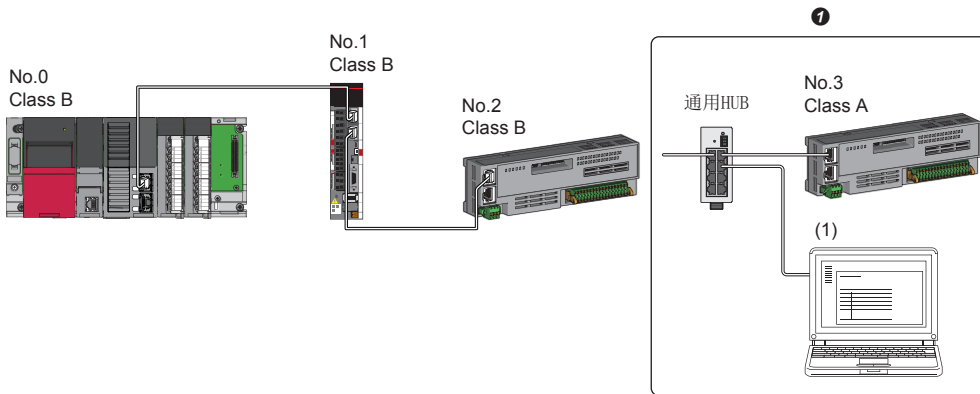 ❶
No.0
Class B
No.1
Class B
No.2
Class B
通用HUB
No.3
Class A
(1)